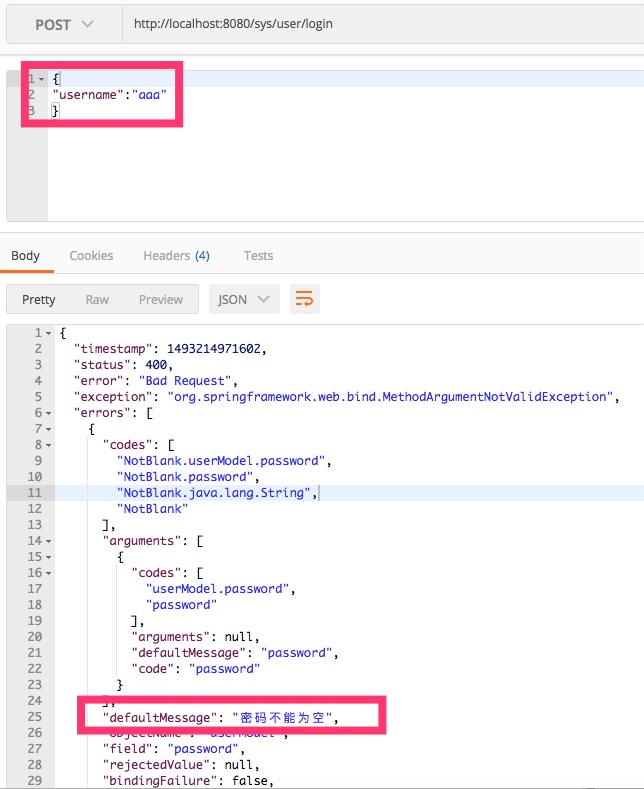 POST http://localhost:8080/sys/user/login
1 {
2 "username":"aaa"
3 }
Body Cookies Headers (4) Tests
Pretty Raw Preview JSON
1 {
2 "timestamp": 1493214971602,
3 "status": 400,
4 "error": "Bad Request",
5 "exception": "org.springframework.web.bind.MethodArgumentNotValidException",
6 "errors": [
7 {
8 "codes": [
9 "NotBlank.userModel.password",
10 "NotBlank.password",
11 "NotBlank.java.lang.String",
12 "NotBlank"
13 ],
14 "arguments": [
15 {
16 "codes": [
17 "userModel.password",
18 "password"
19 ],
20 "arguments": null,
21 "defaultMessage": "password",
22 "code": "password"
23 }
24 ],
25 "defaultMessage": "密码不能为空",
26 "objectName": "userModel",
27 "field": "password",
28 "rejectedValue": null,
29 "bindingFailure": false,